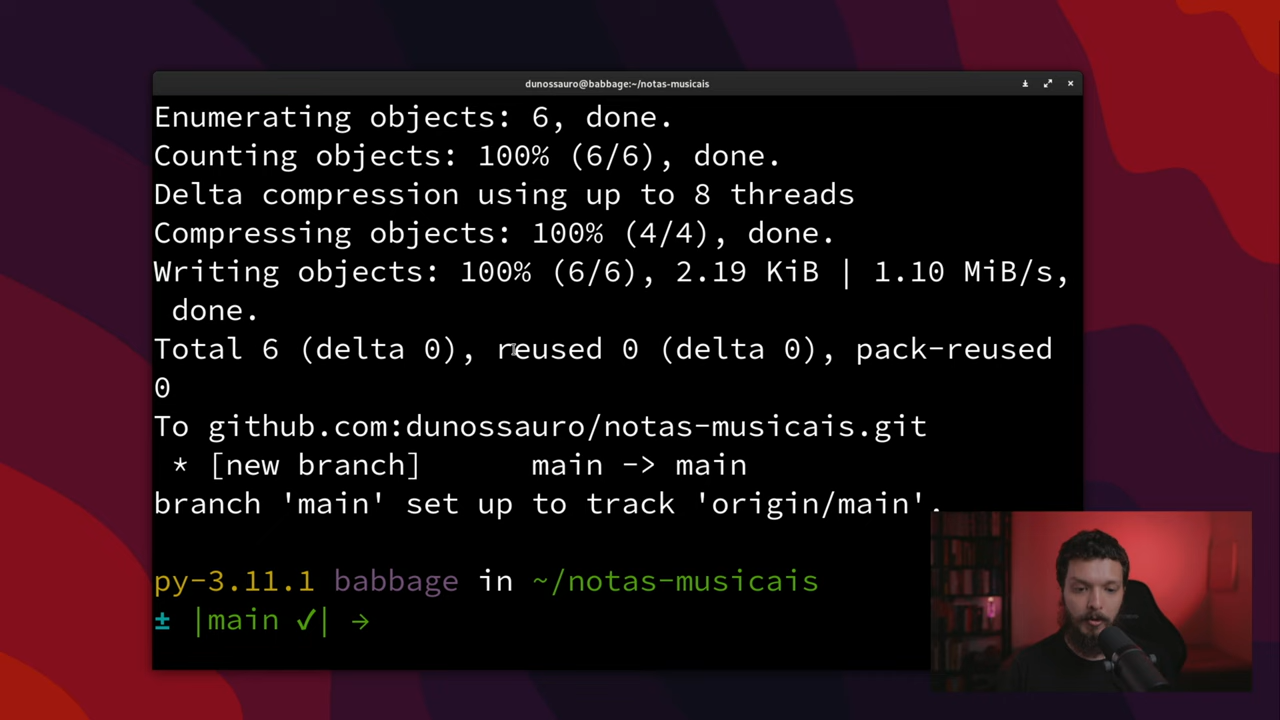 dunossauro@babbage:~/notas-musicais
Enumerating objects: 6, done.
Counting objects: 100% (6/6), done.
Delta compression using up to 8 threads
Compressing objects: 100% (4/4), done.
Writing objects: 100% (6/6), 2.19 KiB | 1.10 MiB/s,
done.
Total 6 (delta 0), reused 0 (delta 0), pack-reused
0
To github.com:dunossauro/notas-musicais.git
* [new branch]      main -> main
branch 'main' set up to track 'origin/main'.
py-3.11.1 babbage in ~/notas-musicais
± |main ✓| →